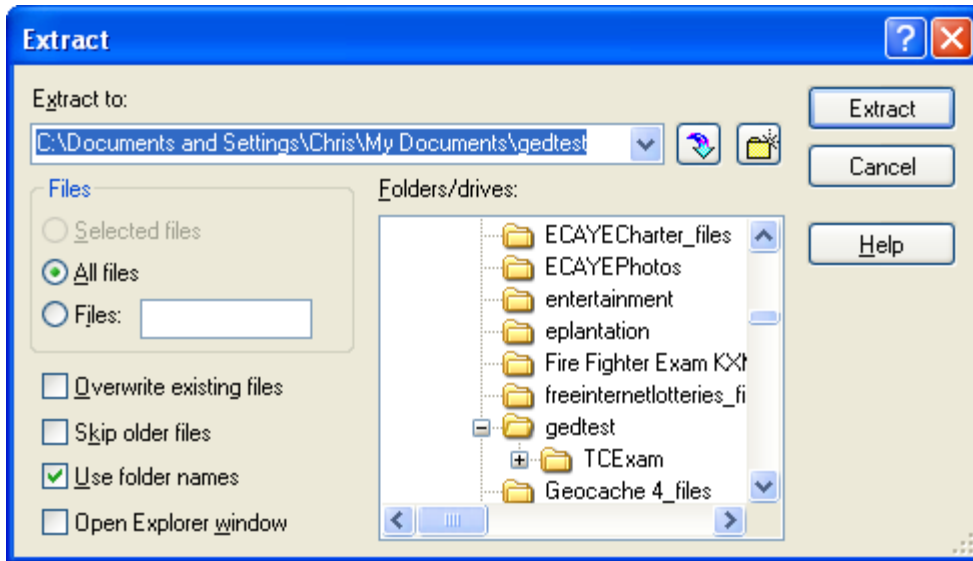 Extract
Extract to:
Extract
C:\Documents and Settings\Chris\My Documents\gedtest
Cancel
Files
Folders/drives:
Selected files
ECAYECharter_files
Help
All files
ECAYEPhotos
entertainment
Files:
eplantation
Fire Fighter Exam KX
Overwrite existing files
freeinternetlotteries_fi
Skip older files
gedtest
Use folder names
TCExam
Geocache 4_files
Open Explorer window